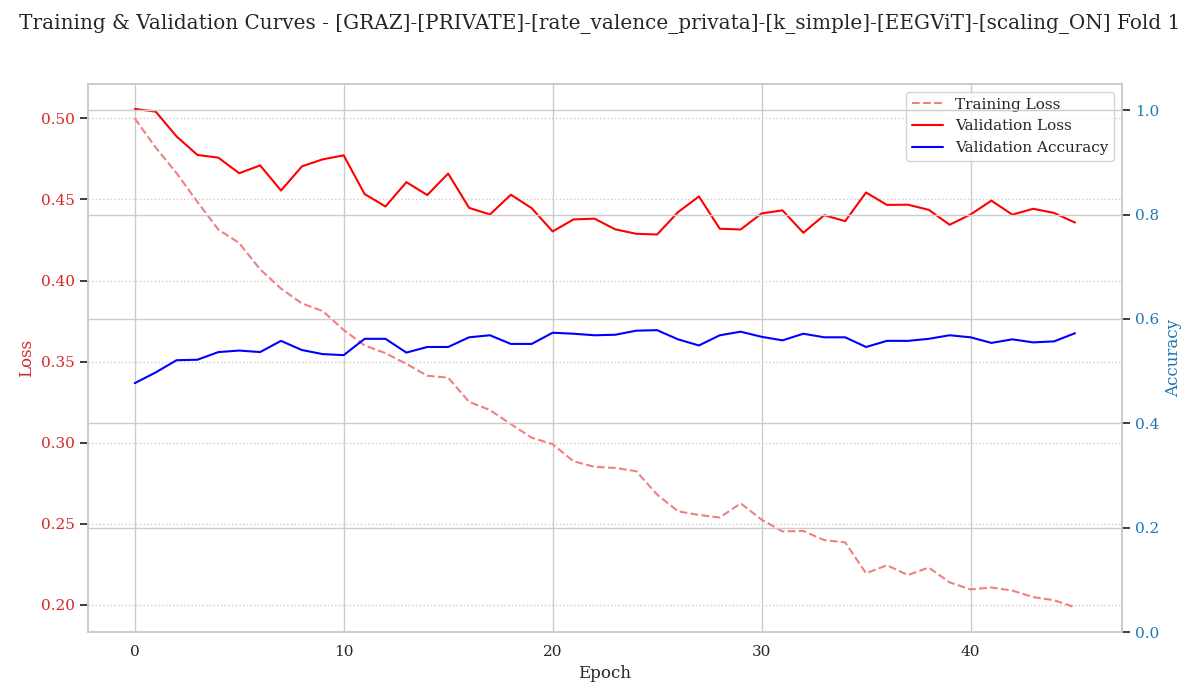 Training & Validation Curves - [GRAZ]-[PRIVATE]-[rate_valence_privata]-[k_simple]-[EEGViT]-[scaling_ON] Fold 1
Training Loss
Validation Loss
Validation Accuracy
0.50
0.45
0.40
0.35
0.30
0.25
0.20
Loss
1.0
0.8
0.6
0.4
0.2
0.0
Accuracy
0 10 20 30 40
Epoch